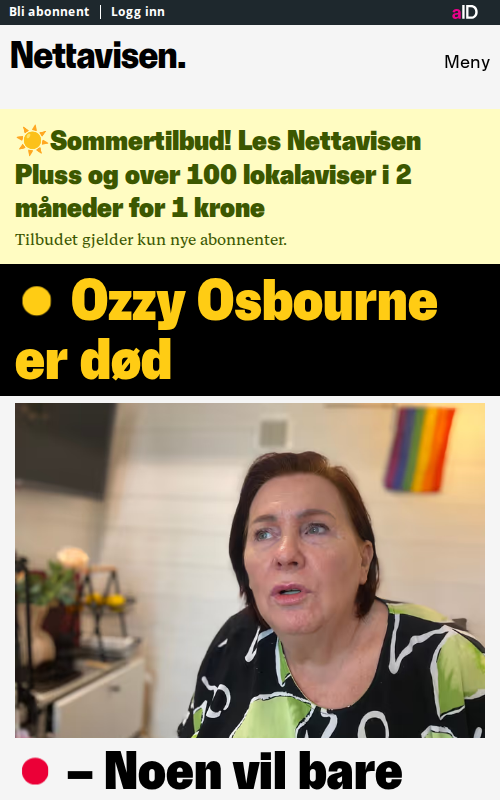 Bli abonnent | Logg inn
aID
Nettavisen.
Meny
☀️Sommertilbud! Les Nettavisen
Pluss og over 100 lokalaviser i 2
måneder for 1 krone
Tilbudet gjelder kun nye abonnenter.
Ozzy Osbourne
er død
– Noen vil bare